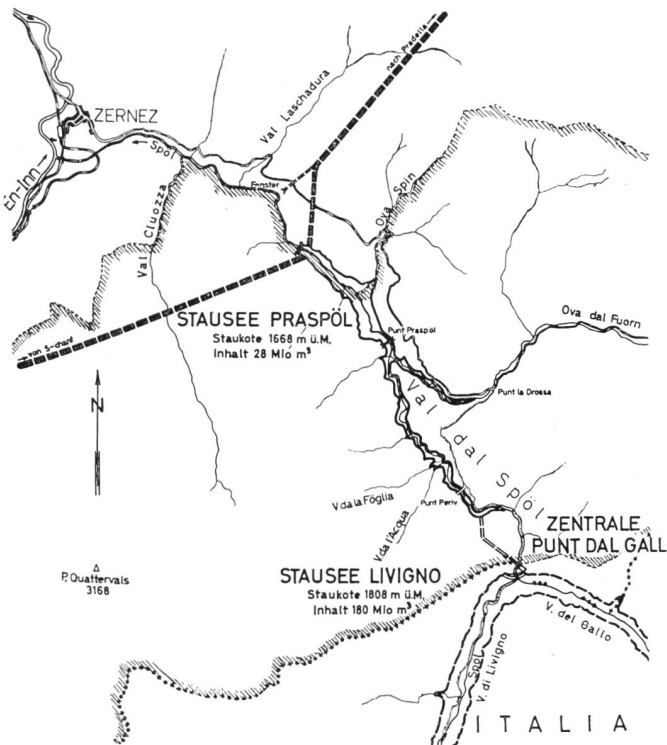 nach Pradella
Val Laschadura
ZERNEZ
Spöl
En-Inn
Fenster
Ova Spin
Val Cluozza
STAUSEE PRASPÖL
Staukote 1668 m ü.M.
Inhalt 28 Mio m³
Punt Praspöl
Ova dal Fuorn
von S-chanf
N
Punt la Drossa
Val dal Spöl
V. da la Föglia
Punt Periv
V. da l'Acqua
ZENTRALE
PUNT DAL GALL
P. Quattervals
3168
STAUSEE LIVIGNO
Staukote 1808 m ü.M.
Inhalt 180 Mio m³
V. del Gallo
Spöl
V. di Livigno
ITALIA